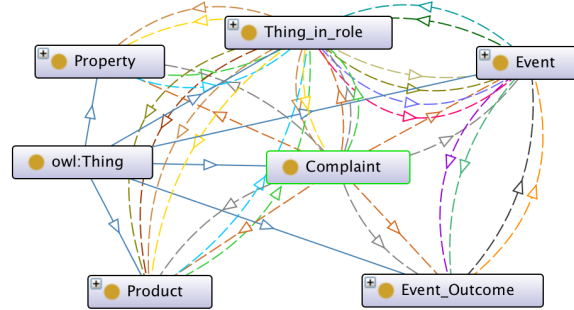 Thing_in_role
Property
Event
owl:Thing
Complaint
Product
Event_Outcome